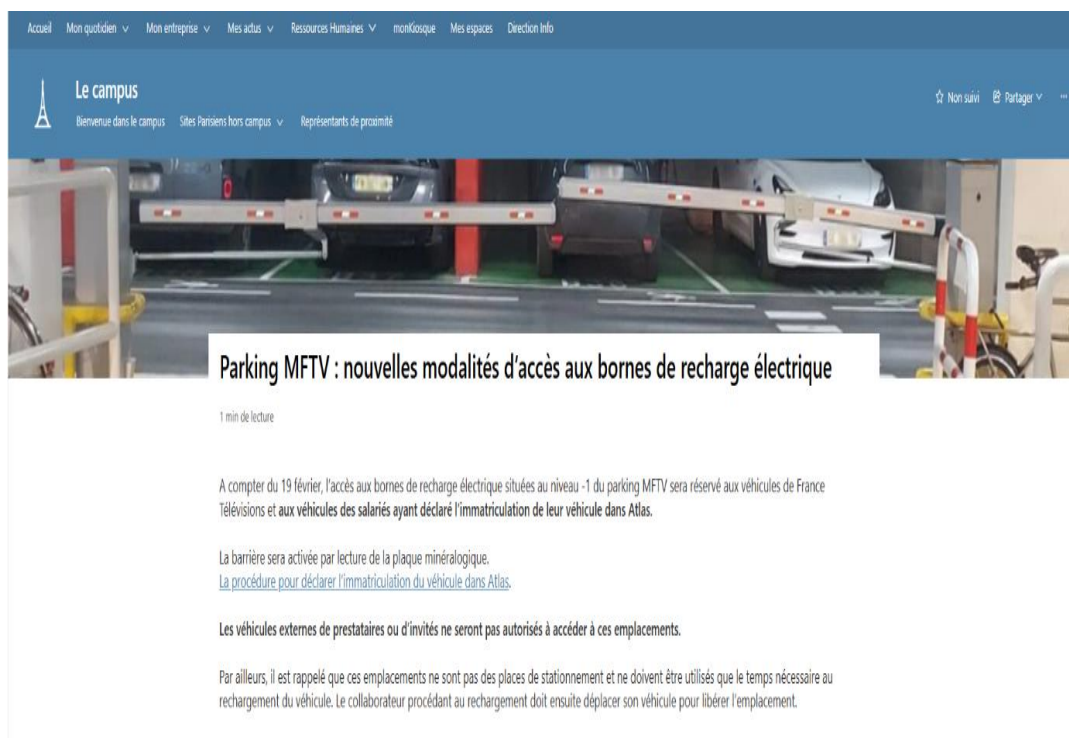 Accueil Mon quotidien Mon entreprise Mes actus Ressources Humaines monKiosque Mes espaces Direction Info
Le campus
Non suivi Partager ...
Bienvenue dans le campus Sites Parisiens hors campus Représentants de proximité
Parking MFTV : nouvelles modalités d'accès aux bornes de recharge électrique
1 min de lecture
A compter du 19 février, l'accès aux bornes de recharge électrique situées au niveau -1 du parking MFTV sera réservé aux véhicules de France
Télévisions et aux véhicules des salariés ayant déclaré l'immatriculation de leur véhicule dans Atlas.
La barrière sera activée par lecture de la plaque minéralogique.
La procédure pour déclarer l'immatriculation du véhicule dans Atlas.
Les véhicules externes de prestataires ou d'invités ne seront pas autorisés à accéder à ces emplacements.
Par ailleurs, il est rappelé que ces emplacements ne sont pas des places de stationnement et ne doivent être utilisés que le temps nécessaire au
rechargement du véhicule. Le collaborateur procédant au rechargement doit ensuite déplacer son véhicule pour libérer l'emplacement.